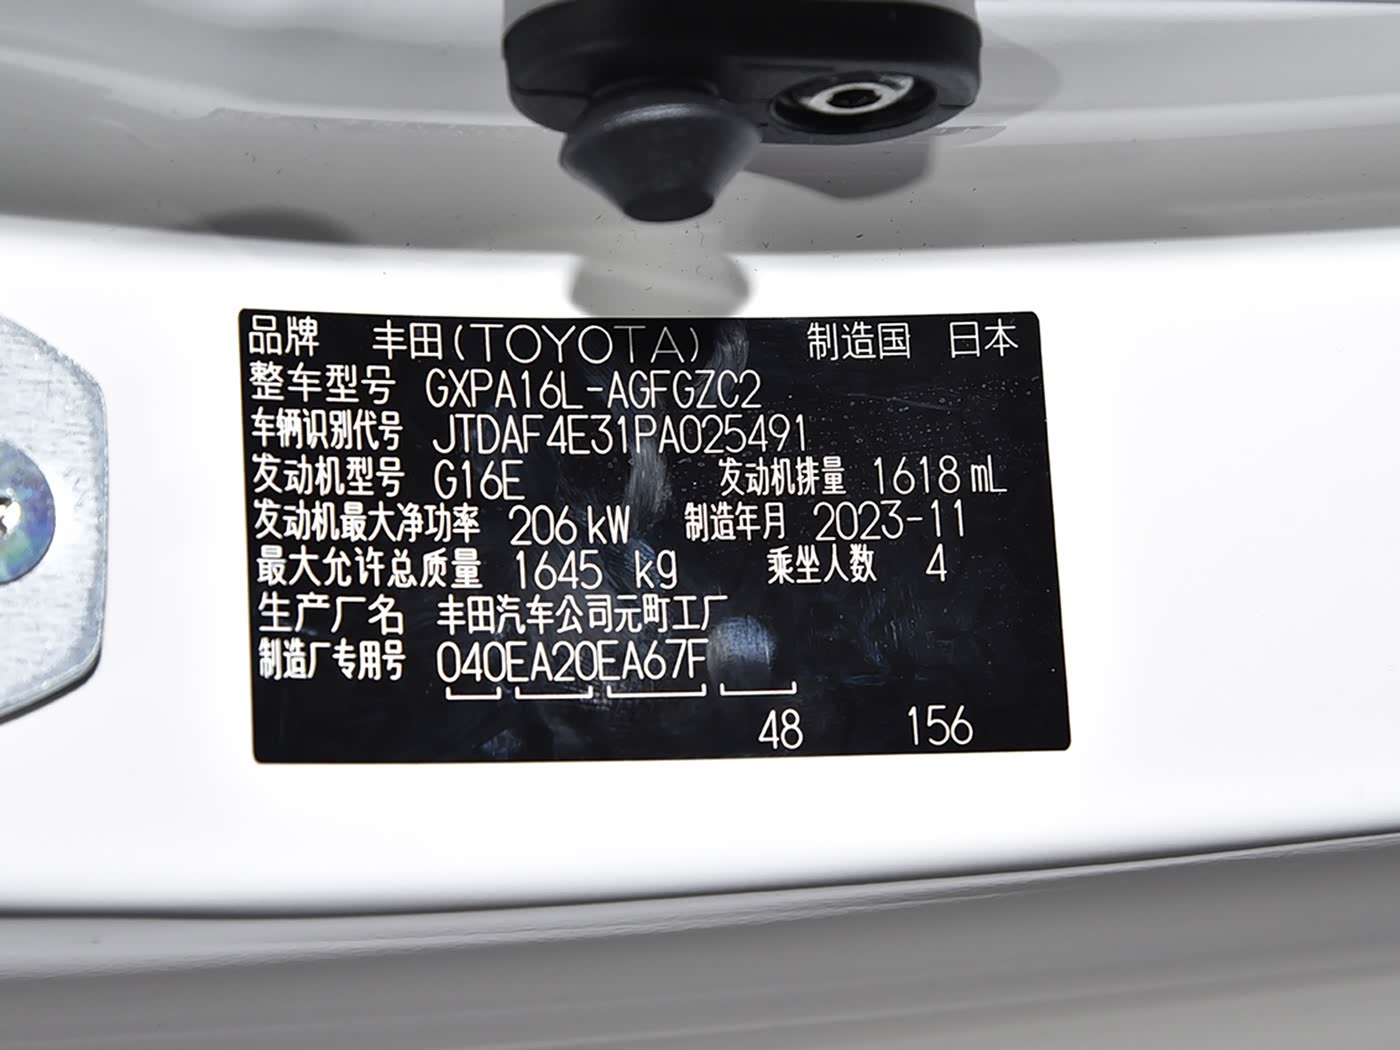 品牌 丰田(TOYOTA) 制造国 日本
整车型号 GXPA16L-AGFGZC2
车辆识别代号 JTDAF4E31PA025491
发动机型号 G16E 发动机排量 1618 mL
发动机最大净功率 206 kW 制造年月 2023-11
最大允许总质量 1645 kg 乘坐人数 4
生产厂名 丰田汽车公司元町工厂
制造厂专用号 040EA20EA67F
48 156